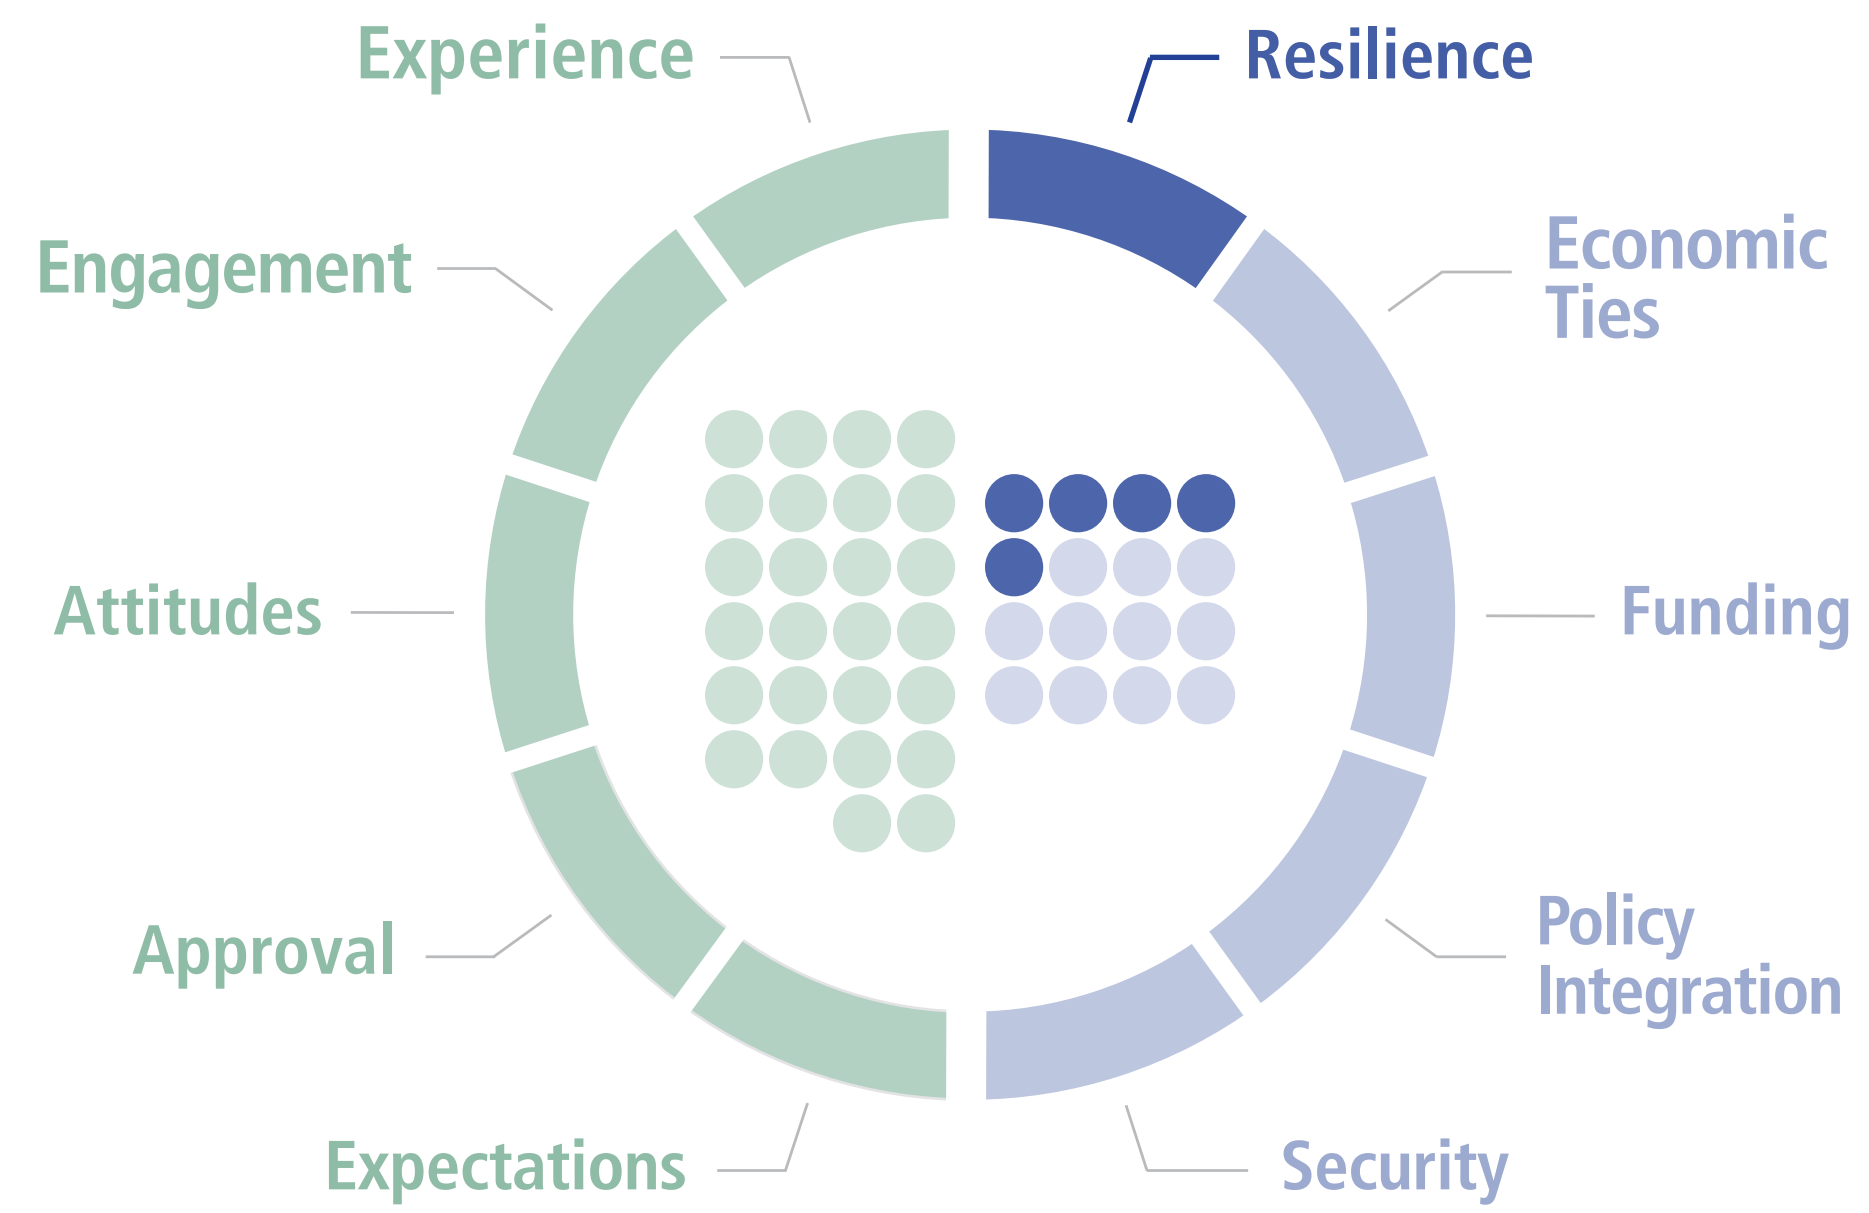 Experience
Resilience
Engagement
Economic
Ties
Attitudes
Funding
Approval
Policy
Integration
Expectations
Security